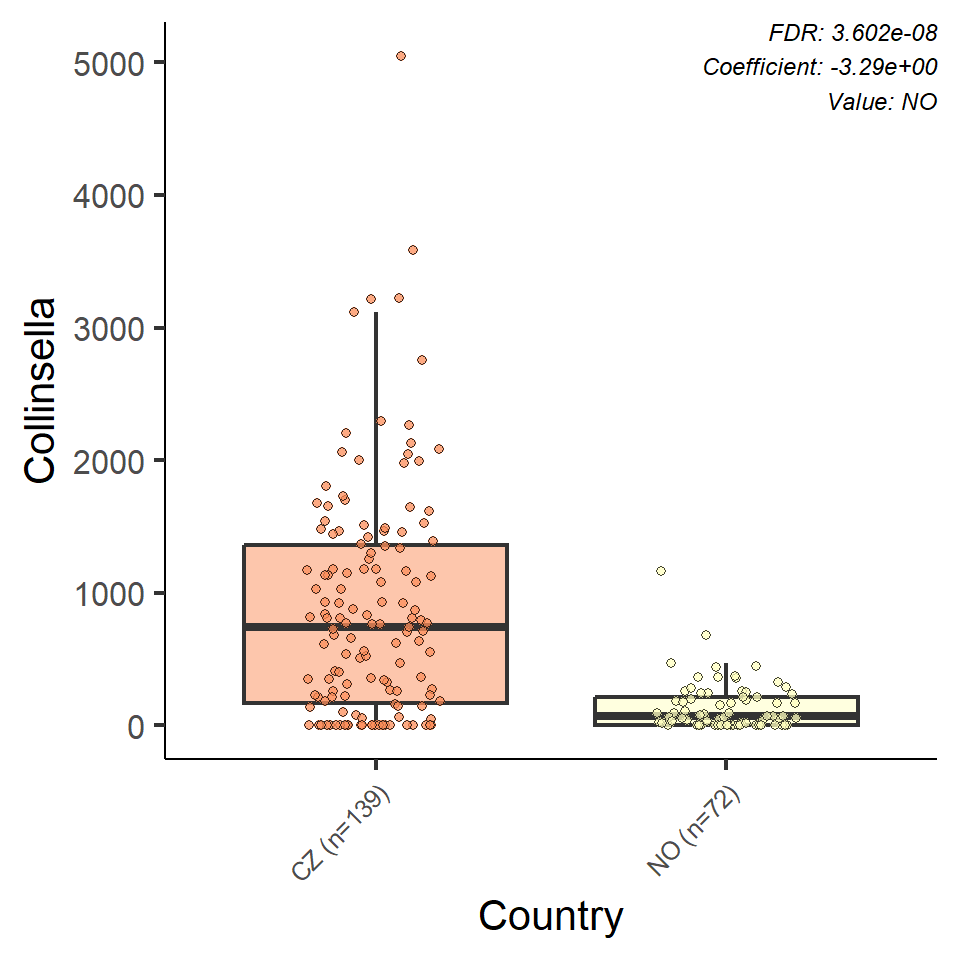 FDR: 3.602e-08
Coefficient: -3.29e+00
Value: NO
5000
4000
3000
2000
1000
0
Collinsella
CZ (n=139)
NO (n=72)
Country